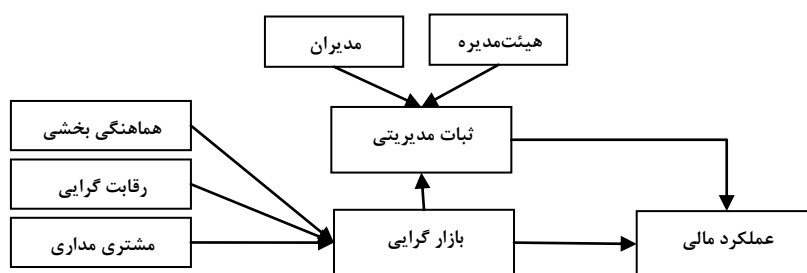 هیئت‌مدیره
مدیران
ثبات مدیریتی
هماهنگی بخشی
رقابت گرایی
مشتری مداری
بازار گرایی
عملکرد مالی